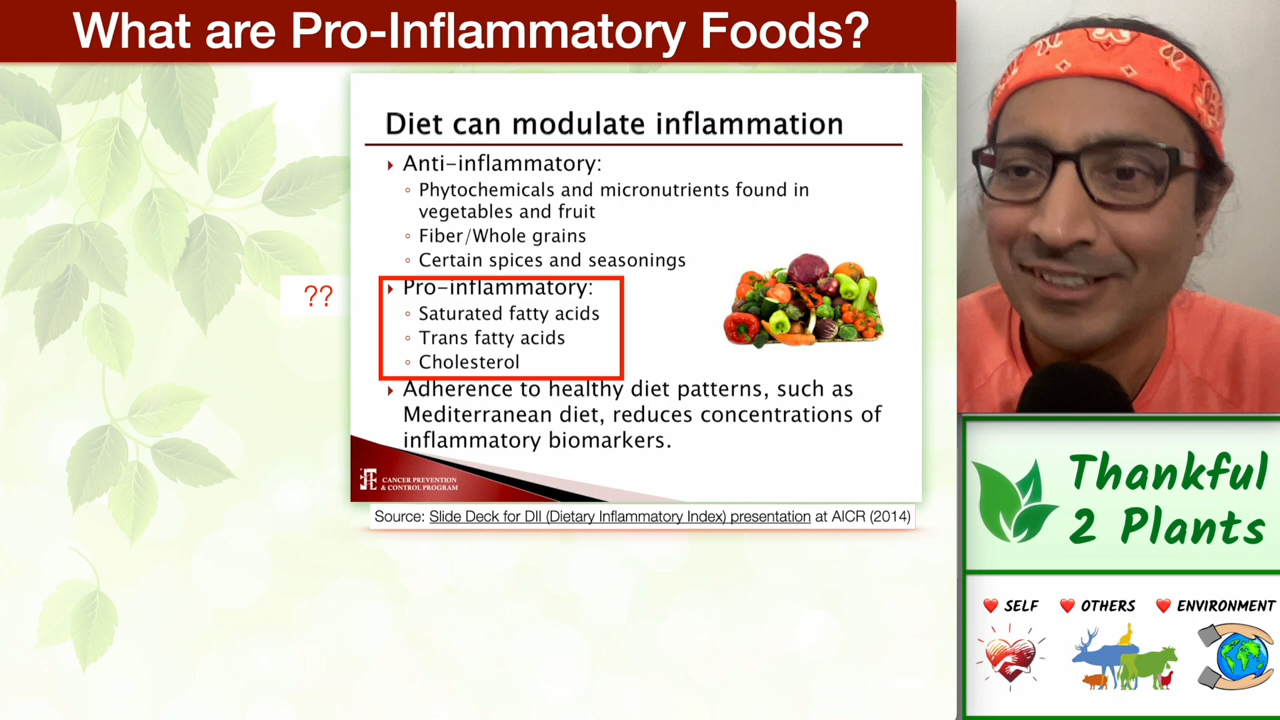 What are Pro-Inflammatory Foods?
Diet can modulate inflammation
Anti-inflammatory:
Phytochemicals and micronutrients found in
vegetables and fruit
Fiber/Whole grains
Certain spices and seasonings
??
Pro-inflammatory:
Saturated fatty acids
Trans fatty acids
Cholesterol
Adherence to healthy diet patterns, such as
Mediterranean diet, reduces concentrations of
inflammatory biomarkers.
CANCER PREVENTION
& CONTROL PROGRAM
Source: Slide Deck for DII (Dietary Inflammatory Index) presentation at AICR (2014)
Thankful
2 Plants
SELF
OTHERS
ENVIRONMENT